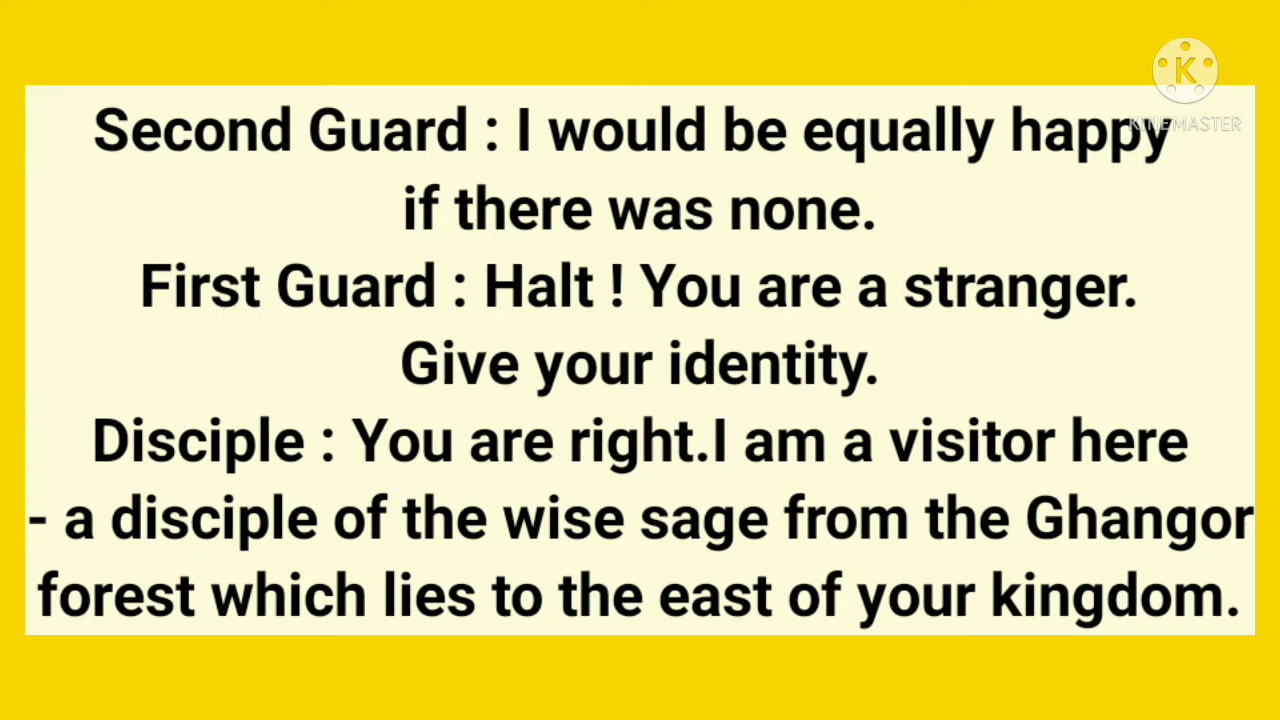 K
KINEMASTER
Second Guard : I would be equally happy
if there was none.
First Guard : Halt ! You are a stranger.
Give your identity.
Disciple : You are right.I am a visitor here
- a disciple of the wise sage from the Ghangor
forest which lies to the east of your kingdom.